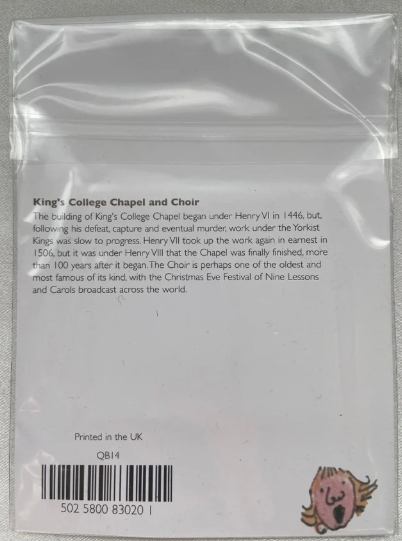 King's College Chapel and Choir
The building of King's College Chapel began under Henry VI in 1446, but,
following his defeat, capture and eventual murder, work under the Yorkist
Kings was slow to progress. Henry VII took up the work again in earnest in
1506, but it was under Henry VIII that the Chapel was finally finished, more
than 100 years after it began. The Choir is perhaps one of the oldest and
most famous of its kind, with the Christmas Eve Festival of Nine Lessons
and Carols broadcast across the world.
Printed in the UK
QB14
502 5800 83020 1